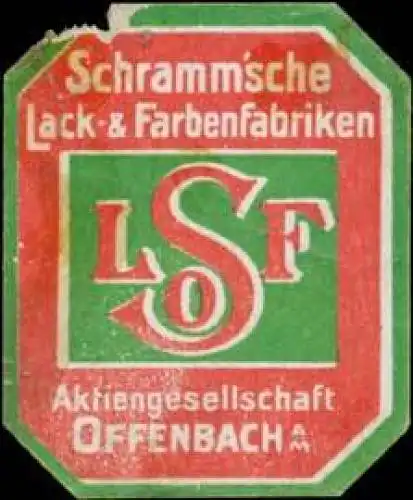 Schramm'sche
Lack- & Farbenfabriken
LSOF
Aktiengesellschaft
OFFENBACH A/M